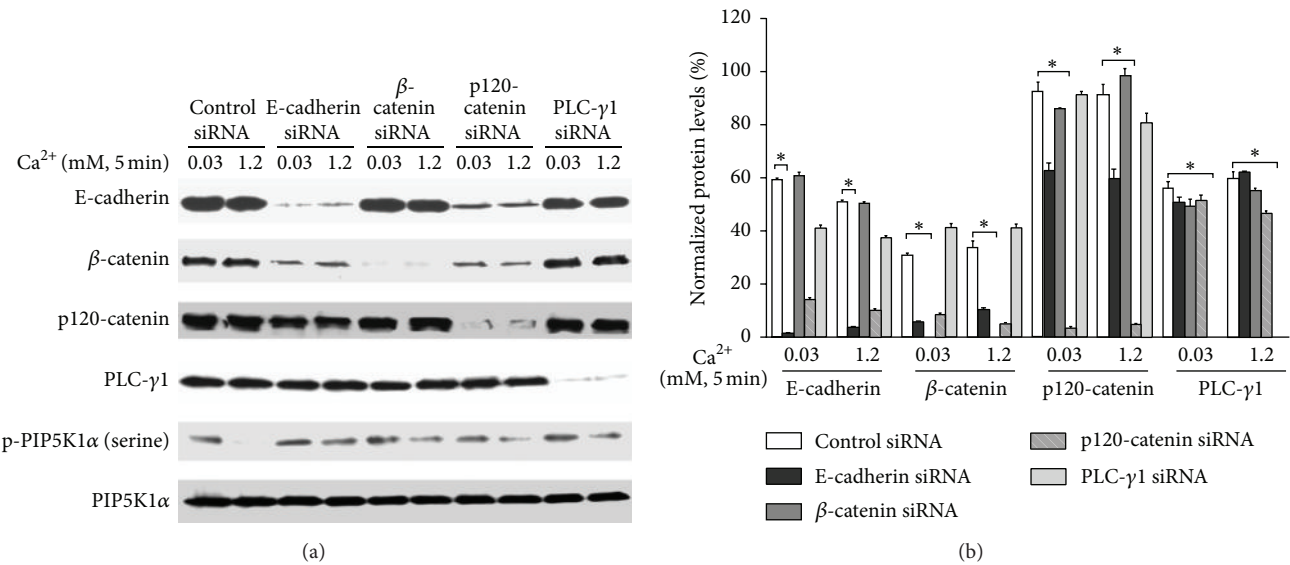 β-
p120-
Control E-cadherin catenin catenin PLC-γ1
siRNA siRNA siRNA siRNA siRNA
Ca²⁺ (mM, 5 min) 0.03 1.2 0.03 1.2 0.03 1.2 0.03 1.2 0.03 1.2
E-cadherin
β-catenin
p120-catenin
PLC-γ1
p-PIP5K1α (serine)
PIP5K1α
(a)
Normalized protein levels (%)
120
100
80
60
40
20
0
* * * * * * * *
Ca²⁺ 0.03 1.2 0.03 1.2 0.03 1.2 0.03 1.2
(mM, 5 min) E-cadherin β-catenin p120-catenin PLC-γ1
Control siRNA
E-cadherin siRNA
β-catenin siRNA
p120-catenin siRNA
PLC-γ1 siRNA
(b)